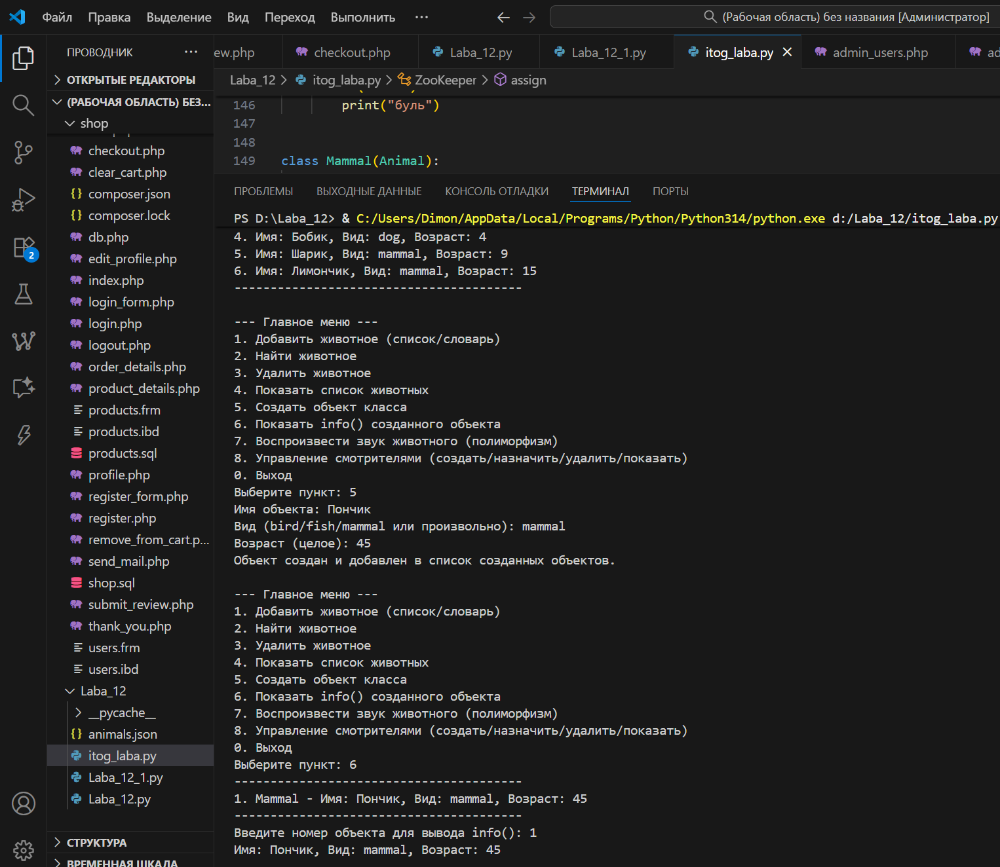 Файл Правка Выделение Вид Переход Выполнить ··· (Рабочая область) без названия [Администратор]
ПРОВОДНИК ···
ew.php checkout.php Laba_12.py Laba_12_1.py itog_laba.py admin_users.php ad
Laba_12 > itog_laba.py > ZooKeeper > assign
ОТКРЫТЫЕ РЕДАКТОРЫ
(РАБОЧАЯ ОБЛАСТЬ) БЕЗ...
shop
checkout.php
clear_cart.php
composer.json
composer.lock
db.php
edit_profile.php
index.php
login_form.php
login.php
logout.php
order_details.php
product_details.php
products.frm
products.ibd
products.sql
profile.php
register_form.php
register.php
remove_from_cart.p...
send_mail.php
shop.sql
submit_review.php
thank_you.php
users.frm
users.ibd
Laba_12
__pycache__
animals.json
itog_laba.py
Laba_12_1.py
Laba_12.py
СТРУКТУРА
ВРЕМЕННАЯ ШКАЛА
2
146 print("буль")
147
148
149 class Mammal(Animal):
ПРОБЛЕМЫ ВЫХОДНЫЕ ДАННЫЕ КОНСОЛЬ ОТЛАДКИ ТЕРМИНАЛ ПОРТЫ
PS D:\Laba_12> & C:/Users/Dimon/AppData/Local/Programs/Python/Python314/python.exe d:/Laba_12/itog_laba.py
4. Имя: Бобик, Вид: dog, Возраст: 4
5. Имя: Шарик, Вид: mammal, Возраст: 9
6. Имя: Лимончик, Вид: mammal, Возраст: 15
----------------------------------------
--- Главное меню ---
1. Добавить животное (список/словарь)
2. Найти животное
3. Удалить животное
4. Показать список животных
5. Создать объект класса
6. Показать info() созданного объекта
7. Воспроизвести звук животного (полиморфизм)
8. Управление смотрителями (создать/назначить/удалить/показать)
0. Выход
Выберите пункт: 5
Имя объекта: Пончик
Вид (bird/fish/mammal или произвольно): mammal
Возраст (целое): 45
Объект создан и добавлен в список созданных объектов.
--- Главное меню ---
1. Добавить животное (список/словарь)
2. Найти животное
3. Удалить животное
4. Показать список животных
5. Создать объект класса
6. Показать info() созданного объекта
7. Воспроизвести звук животного (полиморфизм)
8. Управление смотрителями (создать/назначить/удалить/показать)
0. Выход
Выберите пункт: 6
----------------------------------------
1. Mammal - Имя: Пончик, Вид: mammal, Возраст: 45
----------------------------------------
Введите номер объекта для вывода info(): 1
Имя: Пончик, Вид: mammal, Возраст: 45